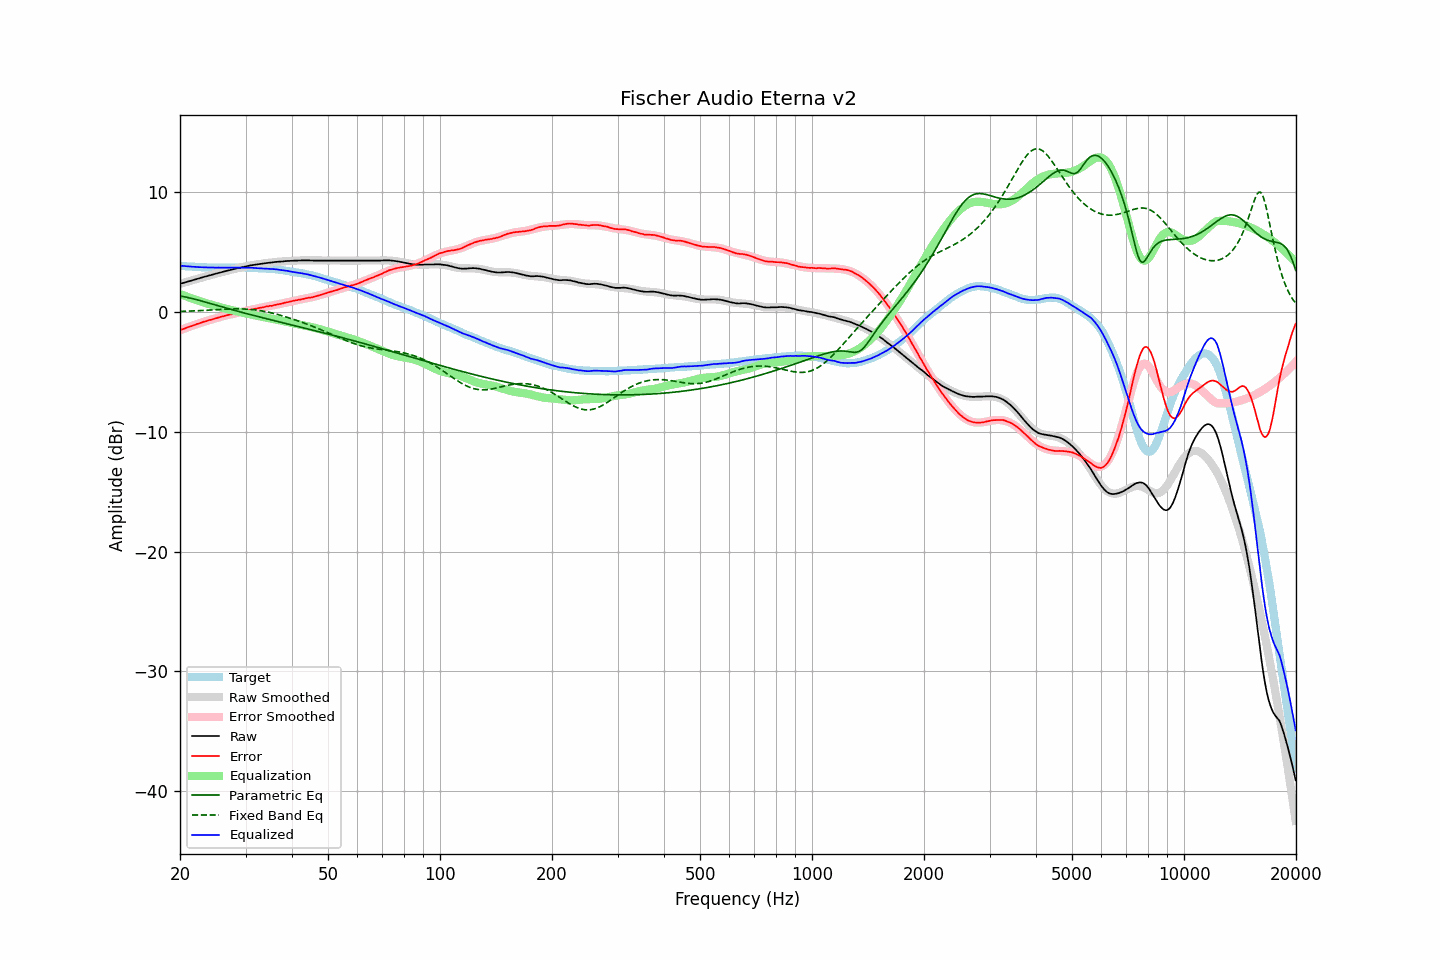 Fischer Audio Eterna v2
Amplitude (dBr)
10
0
−10
−20
−30
−40
Target
Raw Smoothed
Error Smoothed
Raw
Error
Equalization
Parametric Eq
Fixed Band Eq
Equalized
20 50 100 200 500 1000 2000 5000 10000 20000
Frequency (Hz)